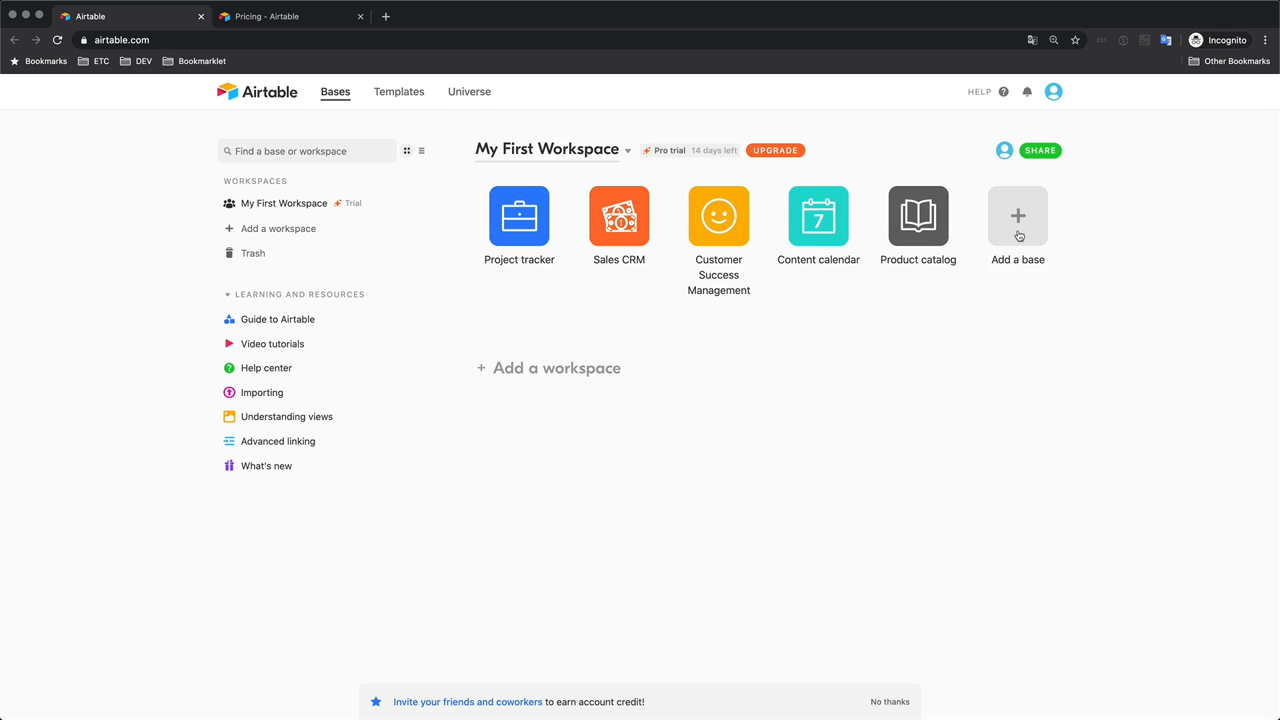 Airtable
Pricing - Airtable
airtable.com
Incognito
Bookmarks
ETC
DEV
Bookmarklet
Other Bookmarks
Airtable
Bases
Templates
Universe
HELP
Find a base or workspace
WORKSPACES
My First Workspace
Trial
Add a workspace
Trash
LEARNING AND RESOURCES
Guide to Airtable
Video tutorials
Help center
Importing
Understanding views
Advanced linking
What's new
My First Workspace
Pro trial 14 days left
UPGRADE
SHARE
7
Project tracker
Sales CRM
Customer
Success
Management
Content calendar
Product catalog
Add a base
+ Add a workspace
Invite your friends and coworkers to earn account credit!
No thanks